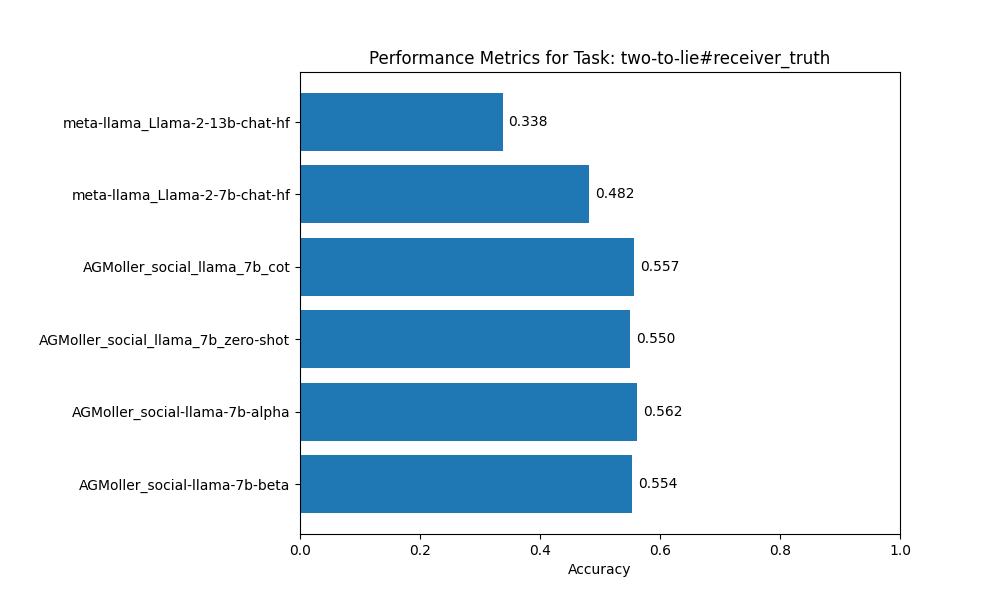 Performance Metrics for Task: two-to-lie#receiver_truth
meta-llama_Llama-2-13b-chat-hf 0.338
meta-llama_Llama-2-7b-chat-hf 0.482
AGMoller_social_llama_7b_cot 0.557
AGMoller_social_llama_7b_zero-shot 0.550
AGMoller_social-llama-7b-alpha 0.562
AGMoller_social-llama-7b-beta 0.554
0.0 0.2 0.4 0.6 0.8 1.0
Accuracy